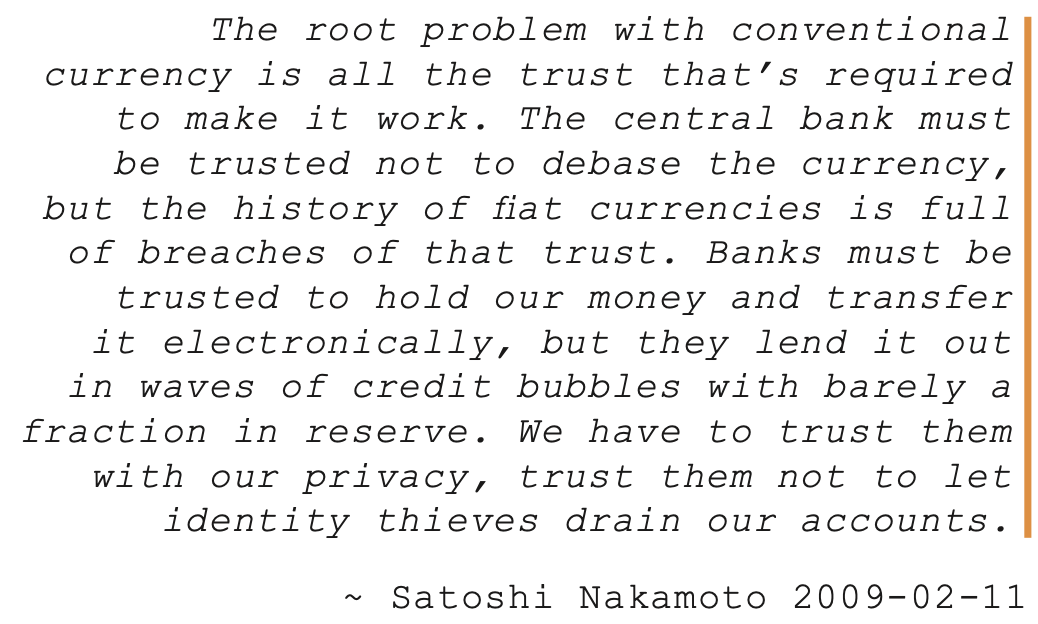 The root problem with conventional
currency is all the trust that’s required
to make it work. The central bank must
be trusted not to debase the currency,
but the history of fiat currencies is full
of breaches of that trust. Banks must be
trusted to hold our money and transfer
it electronically, but they lend it out
in waves of credit bubbles with barely a
fraction in reserve. We have to trust them
with our privacy, trust them not to let
identity thieves drain our accounts.
~ Satoshi Nakamoto 2009-02-11